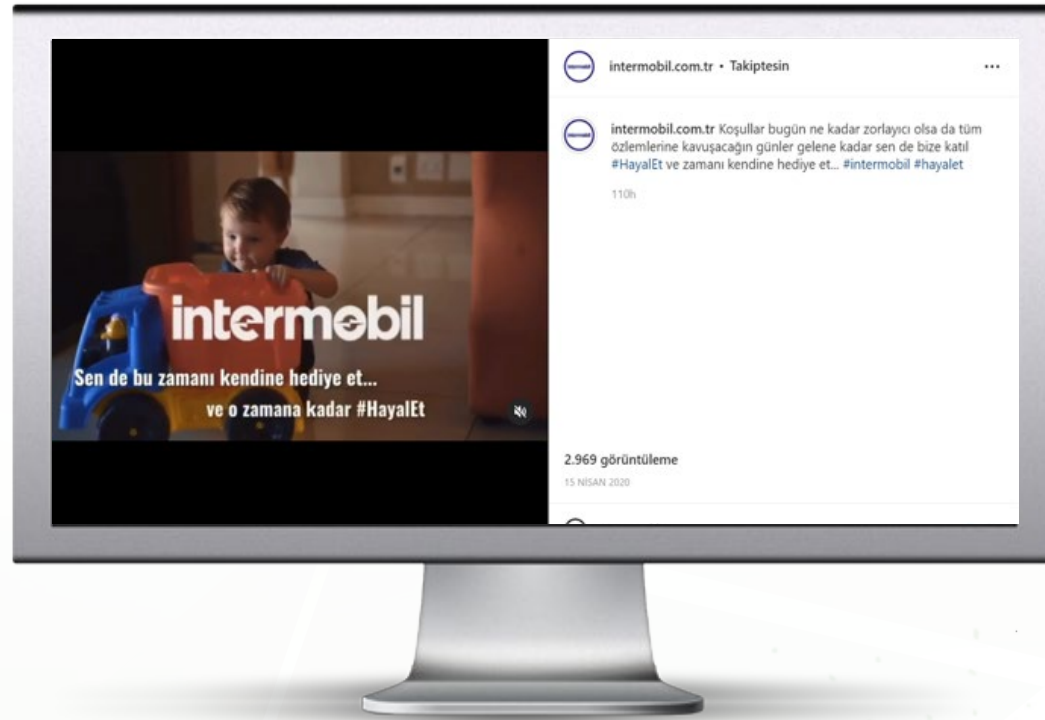 intermobil
Sen de bu zamanı kendine hediye et...
ve o zamana kadar #HayalEt
intermobil.com.tr • Takiptesin
intermobil.com.tr Koşullar bugün ne kadar zorlayıcı olsa da tüm
özlemlerine kavuşacağın günler gelene kadar sen de bize katıl
#HayalEt ve zamanı kendine hediye et... #intermobil #hayalet
110h
2.969 görüntüleme
15 NİSAN 2020